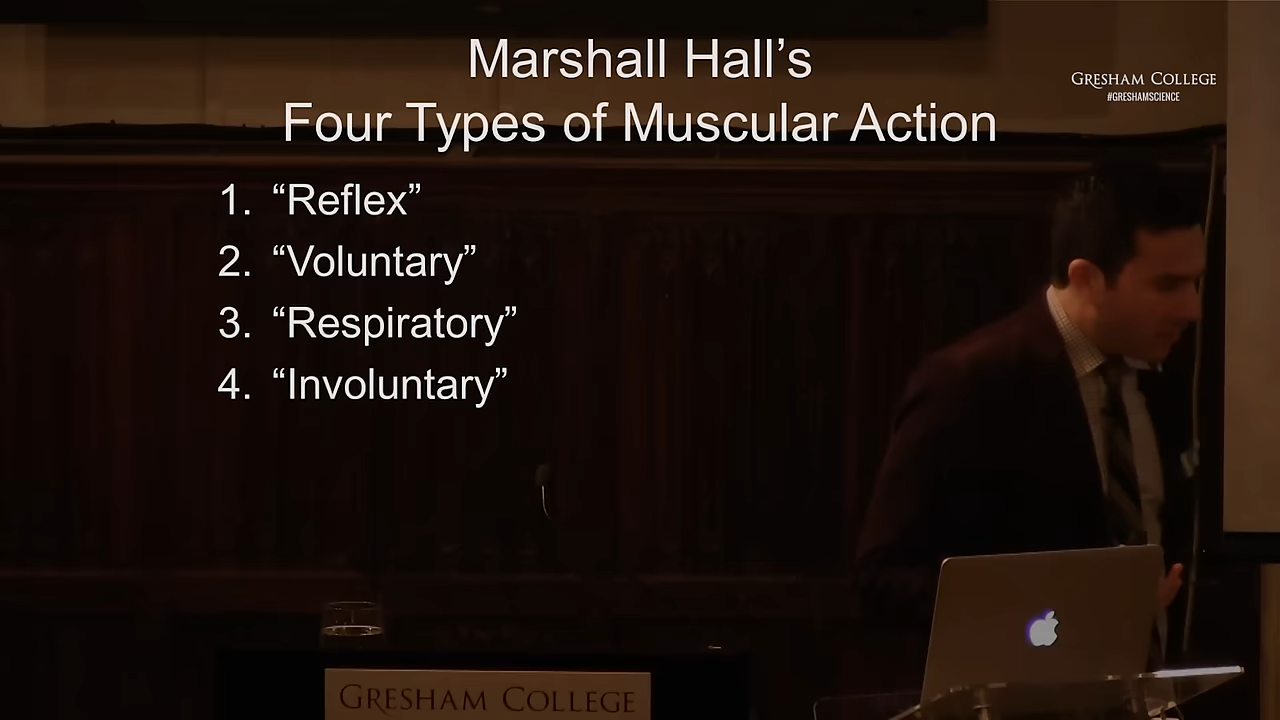 Marshall Hall’s
Four Types of Muscular Action
GRESHAM COLLEGE
#GRESHAMSCIENCE
1. “Reflex”
2. “Voluntary”
3. “Respiratory”
4. “Involuntary”
GRESHAM COLLEGE